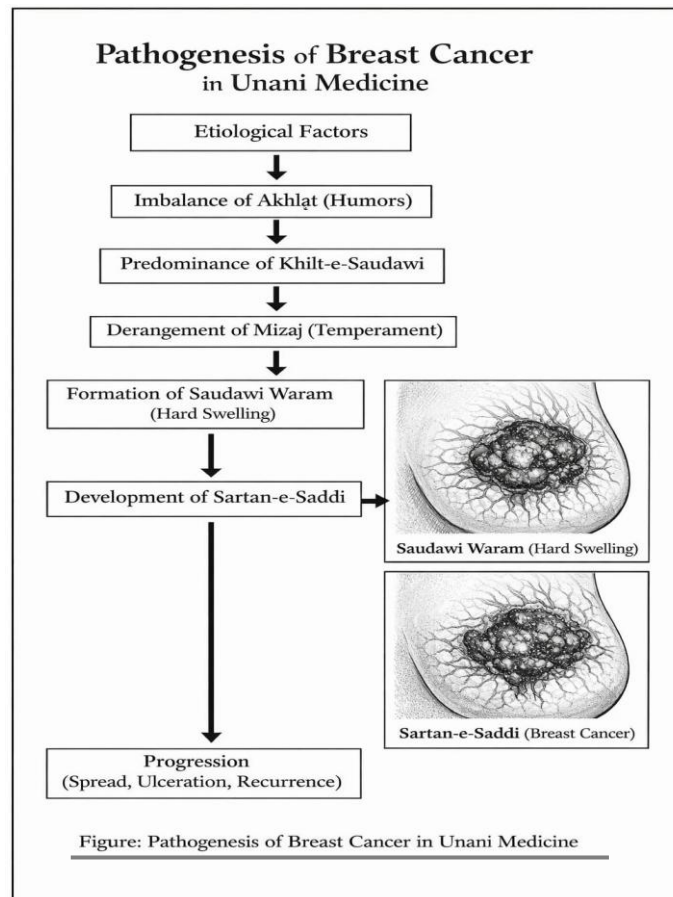 Pathogenesis of Breast Cancer
in Unani Medicine
Etiological Factors
Imbalance of Akhlạt (Humors)
Predominance of Khilt-e-Saudawi
Derangement of Mizaj (Temperament)
Formation of Saudawi Waram
(Hard Swelling)
Development of Sartan-e-Saddi
Saudawi Waram (Hard Swelling)
Sartan-e-Saddi (Breast Cancer)
Progression
(Spread, Ulceration, Recurrence)
Figure: Pathogenesis of Breast Cancer in Unani Medicine